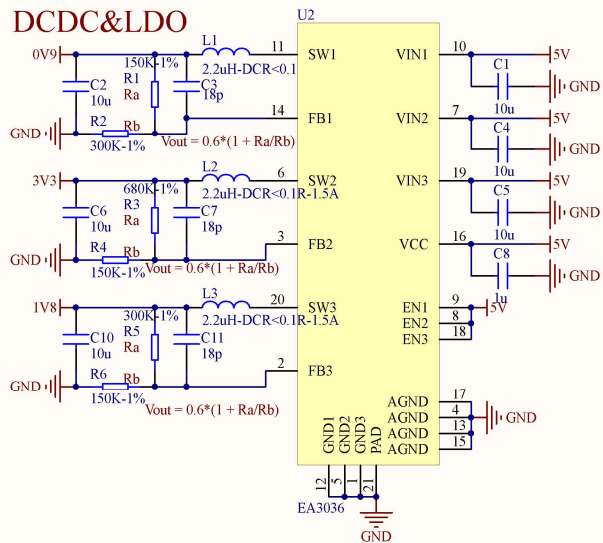 DCDC&LDO
U2
0V9
L1
11
SW1
VIN1
10
5V
150K-1%
2.2uH-DCR<0.1
C2
10u
R1
Ra
C3
18p
C1
10u
GND
R2
Rb
300K-1%
14
FB1
VIN2
7
5V
GND
Vout = 0.6*(1 + Ra/Rb)
C4
10u
GND
3V3
L2
6
SW2
VIN3
19
5V
680K-1%
2.2uH-DCR<0.1R-1.5A
C6
10u
R3
Ra
C7
18p
C5
10u
GND
R4
Rb
150K-1%
3
FB2
VCC
16
5V
GND
Vout = 0.6*(1 + Ra/Rb)
C8
1u
GND
1V8
L3
20
SW3
EN1
9
5V
EN2
8
EN3
18
300K-1%
2.2uH-DCR<0.1R-1.5A
C10
10u
R5
Ra
C11
18p
GND
R6
Rb
150K-1%
2
FB3
Vout = 0.6*(1 + Ra/Rb)
AGND
17
AGND
4
GND
AGND
13
AGND
15
GND1
GND2
GND3
PAD
12
5
1
21
EA3036
GND